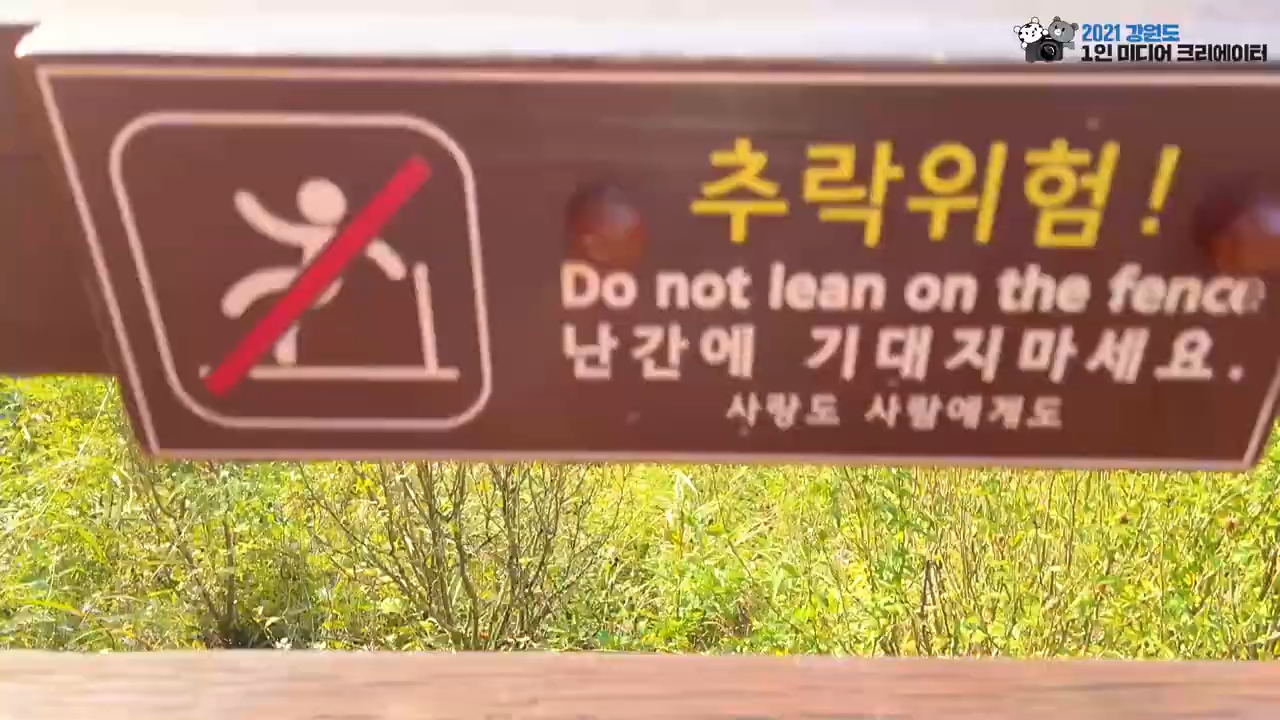 2021 강원도
1인 미디어 크리에이터
추락위험!
Do not lean on the fence
난간에 기대지마세요.
사랑도 사람에게도